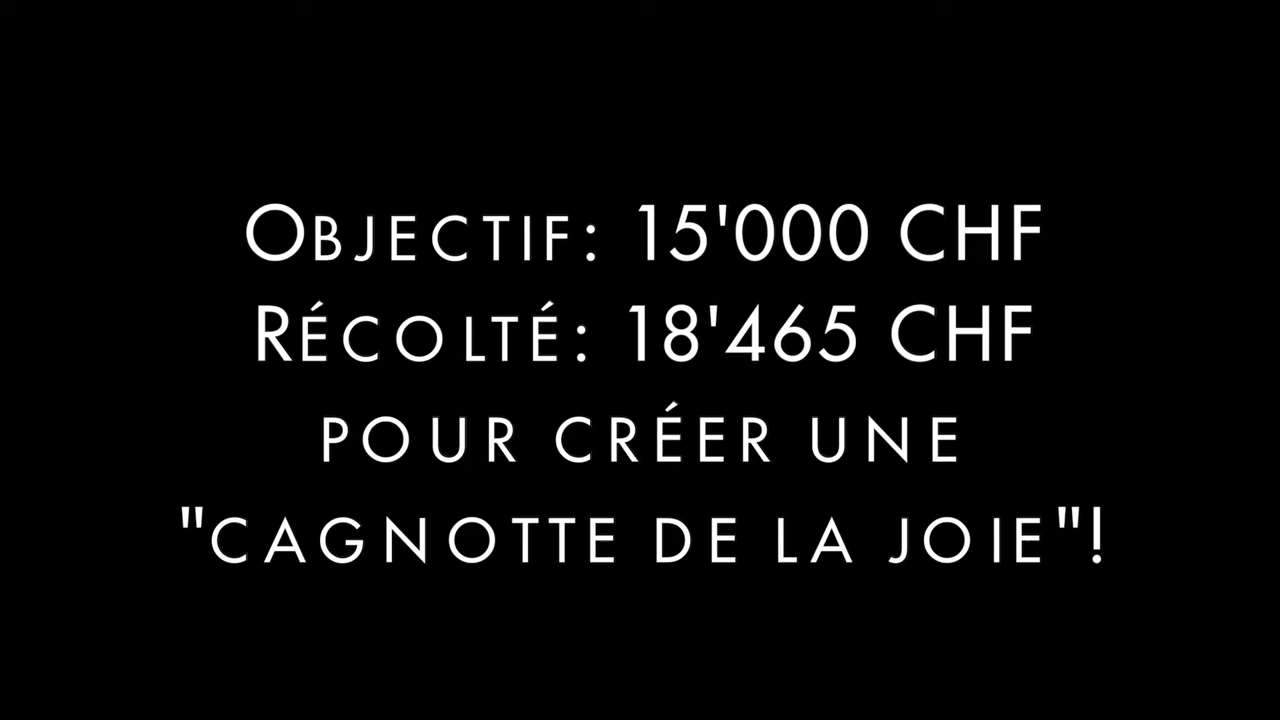 Objectif: 15'000 CHF
Récolté: 18'465 CHF
pour créer une
"cagnotte de la joie"!